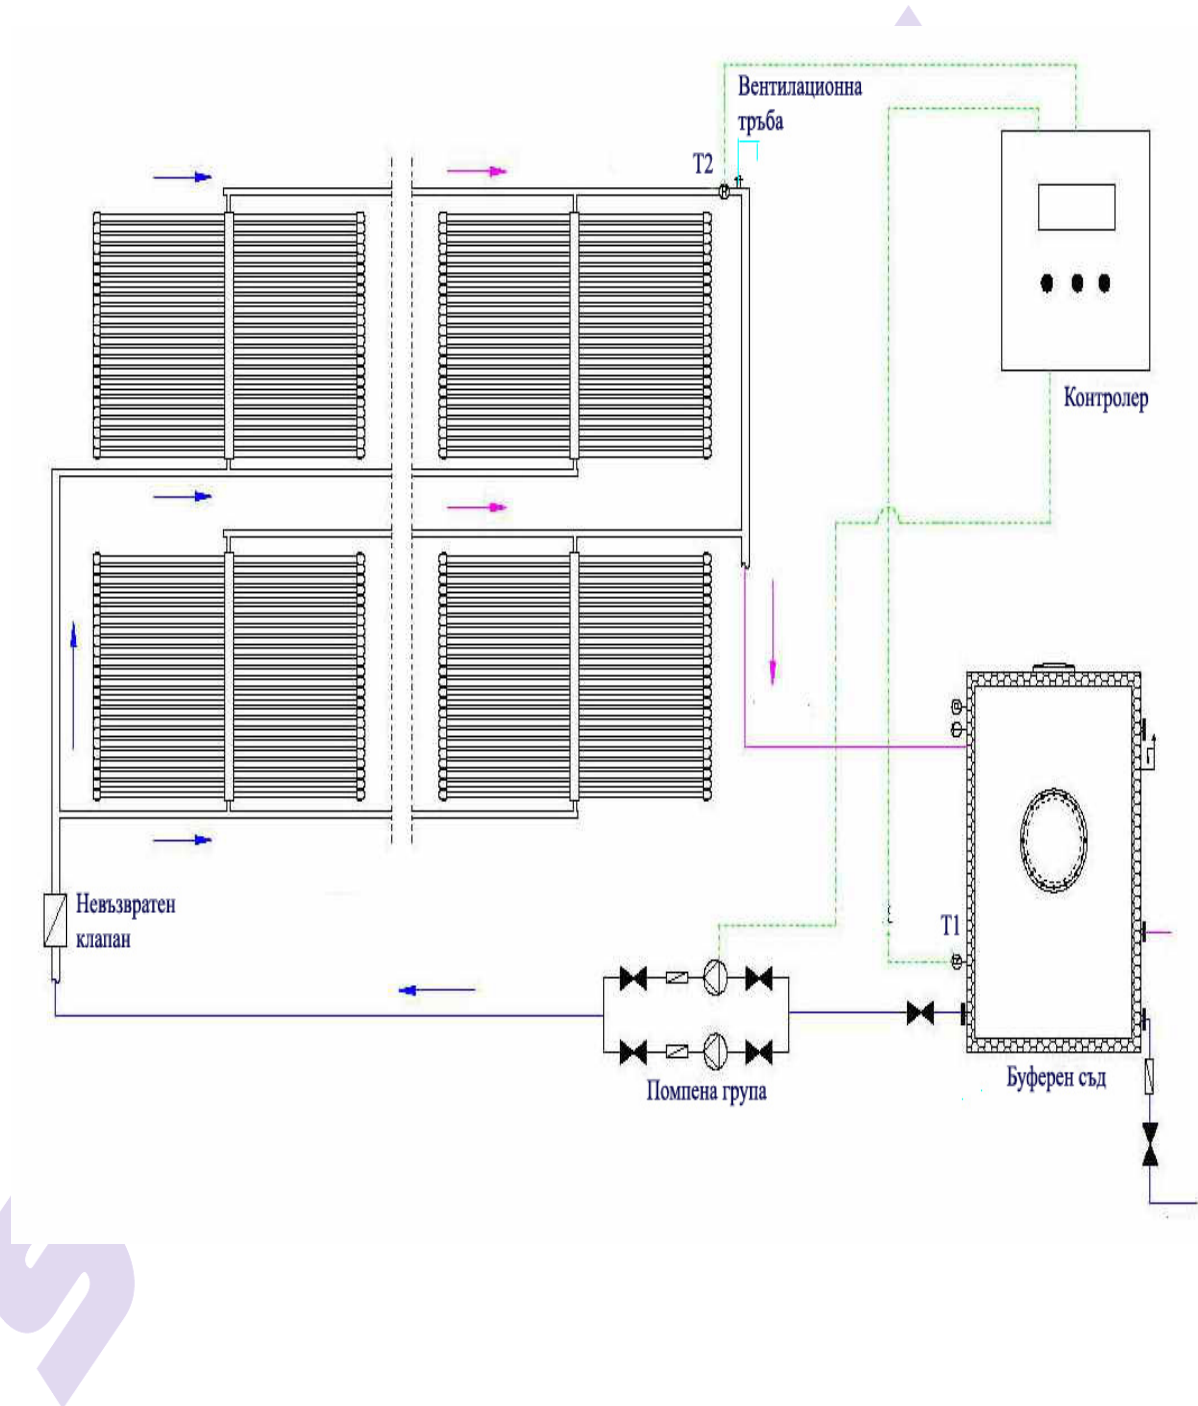 Вентилационна
тръба
T2
Контролер
Невъзвратен
клапан
T1
Помпена група
Буферен съд